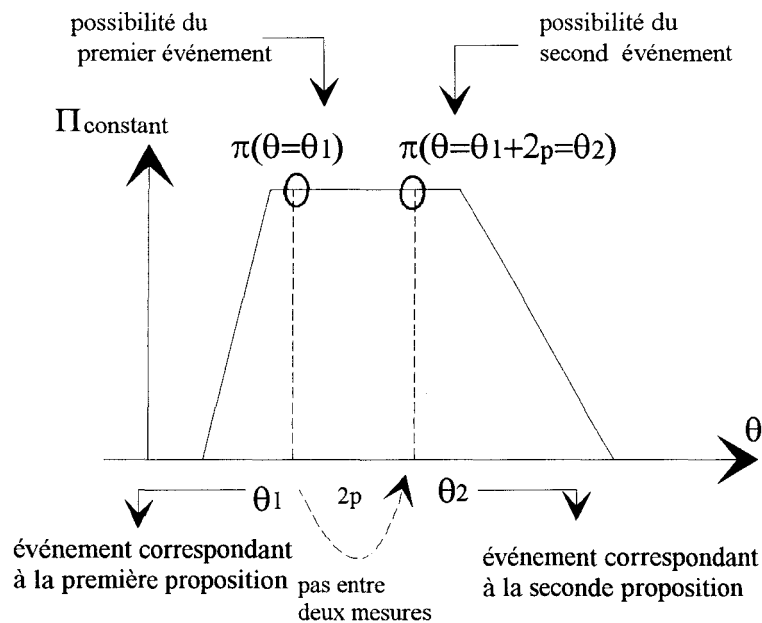 possibilité du
premier événement
possibilité du
second événement
Πconstant
π(θ=θ1)
π(θ=θ1+2p=θ2)
θ
θ1
2p
θ2
événement correspondant
à la première proposition
pas entre
deux mesures
événement correspondant
à la seconde proposition